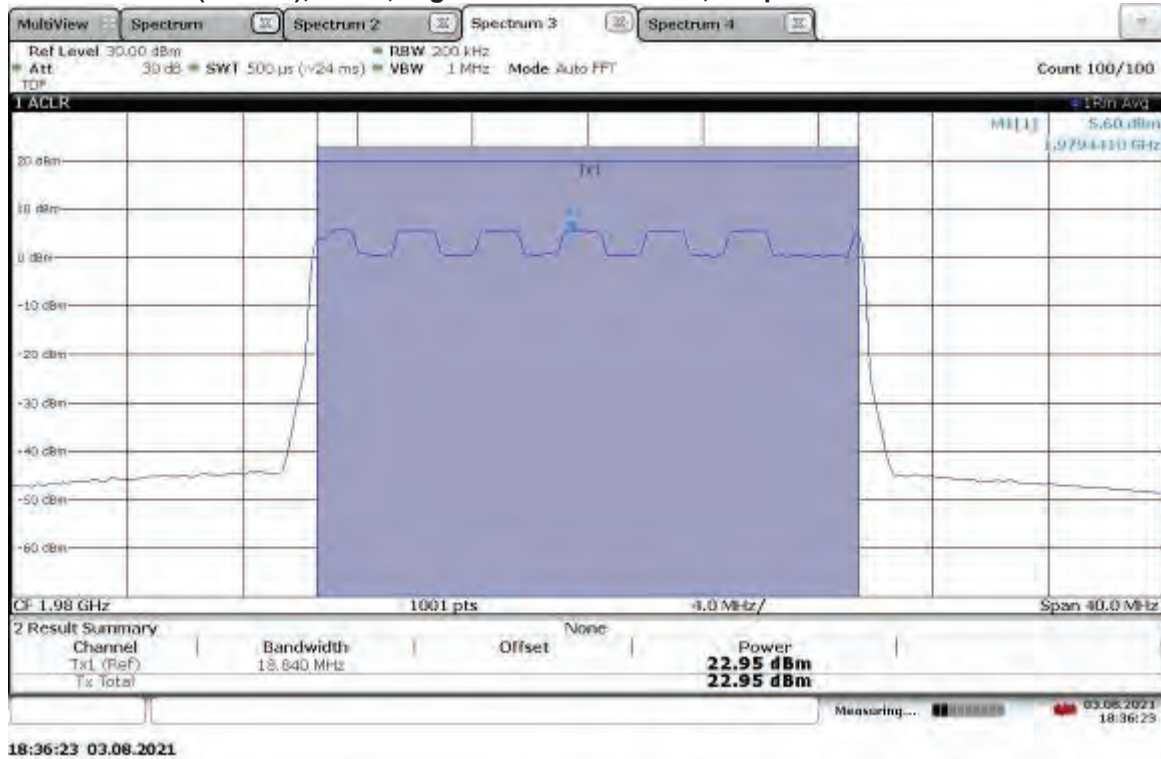 MultiView Spectrum Spectrum 2 Spectrum 3 Spectrum 4
Ref Level 30.00 dBm RBW 200 kHz
Att 30 dB SWT 500 µs (~24 ms) VBW 1 MHz Mode Auto FFT Count 100/100
TDF
1 ACLR 1Rm Avg
M1[1] 5.60 dBm
1.9794410 GHz
20 dBm
Tx1
10 dBm
M1
0 dBm
-10 dBm
-20 dBm
-30 dBm
-40 dBm
-50 dBm
-60 dBm
CF 1.98 GHz 1001 pts 4.0 MHz/ Span 40.0 MHz
2 Result Summary None
Channel Bandwidth Offset Power
Tx1 (Ref) 18.840 MHz 22.95 dBm
Tx Total 22.95 dBm
Measuring... 03.08.2021
18:36:23
18:36:23 03.08.2021